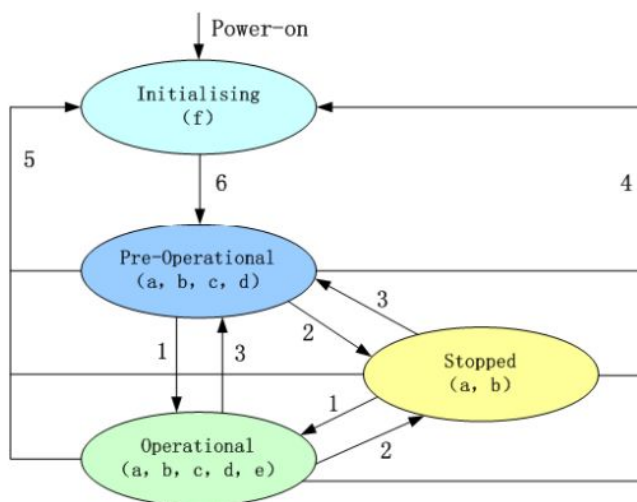 Power-on
Initialising
(f)
5
6
4
Pre-Operational
(a, b, c, d)
3
2
1
3
Stopped
(a, b)
1
Operational
(a, b, c, d, e)
2